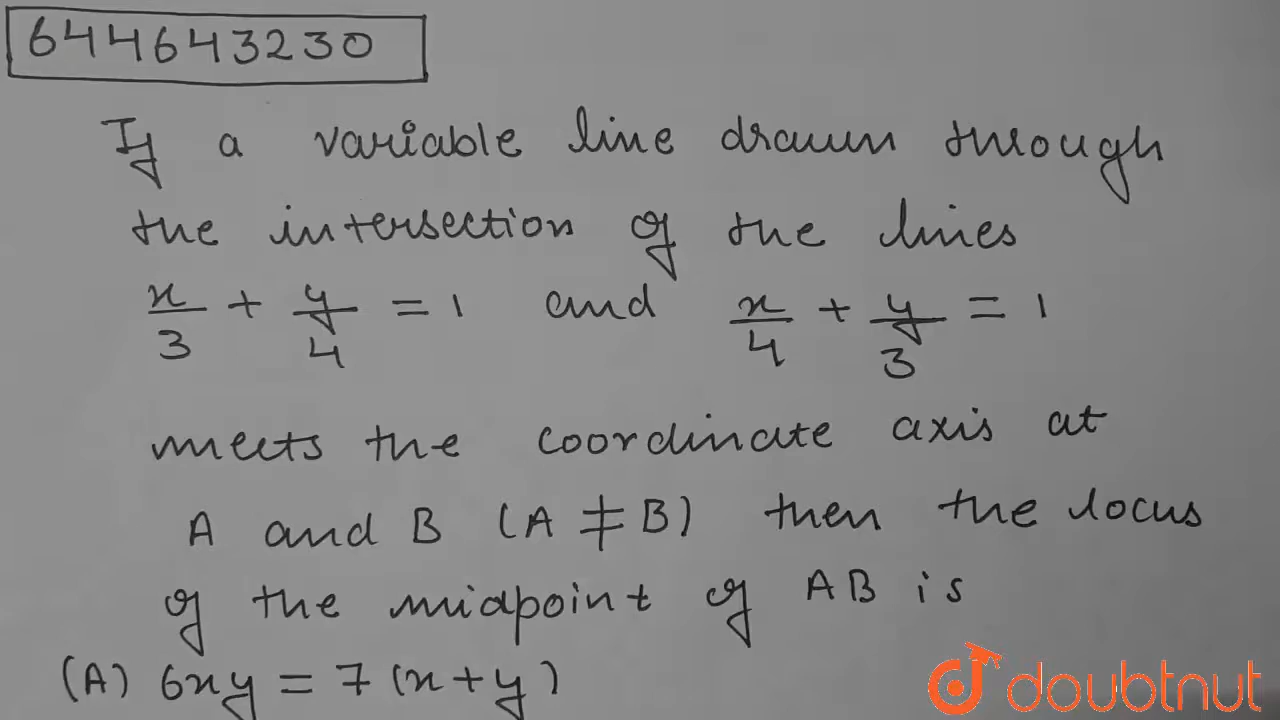 644643230
If a variable line drawn through
the intersection of the lines
x/3 + y/4 = 1 and x/4 + y/3 = 1
meets the coordinate axis at
A and B (A ≠ B) then the locus
of the midpoint of AB is
(A) 6xy = 7(x+y)
doubtnut